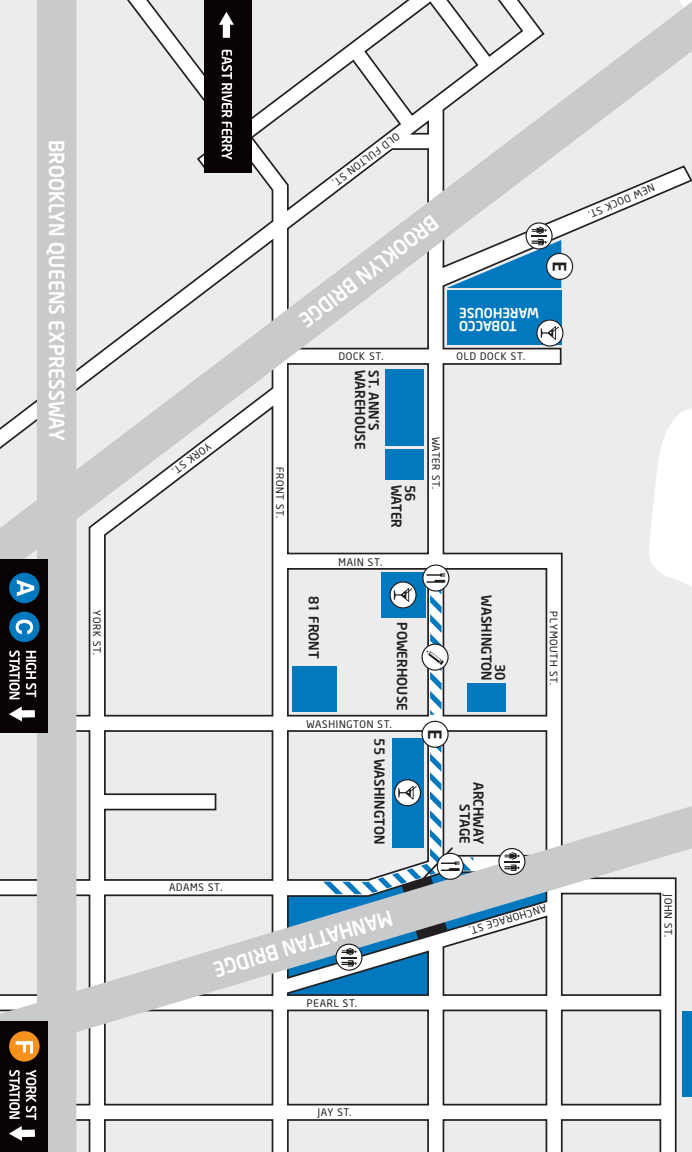 EAST RIVER FERRY
OLD FULTON ST.
NEW DOCK ST.
BROOKLYN QUEENS EXPRESSWAY
BROOKLYN BRIDGE
E
TOBACCO
WAREHOUSE
DOCK ST.
OLD DOCK ST.
ST. ANN'S
WAREHOUSE
56
WATER
WATER ST.
YORK ST.
FRONT ST.
MAIN ST.
A C HIGH ST
STATION
YORK ST.
81 FRONT
POWERHOUSE
30
WASHINGTON
PLYMOUTH ST.
WASHINGTON ST.
E
55 WASHINGTON
ARCHWAY
STAGE
ADAMS ST.
MANHATTAN BRIDGE
ANCHORAGE ST.
JOHN ST.
PEARL ST.
F YORK ST
STATION
JAY ST.